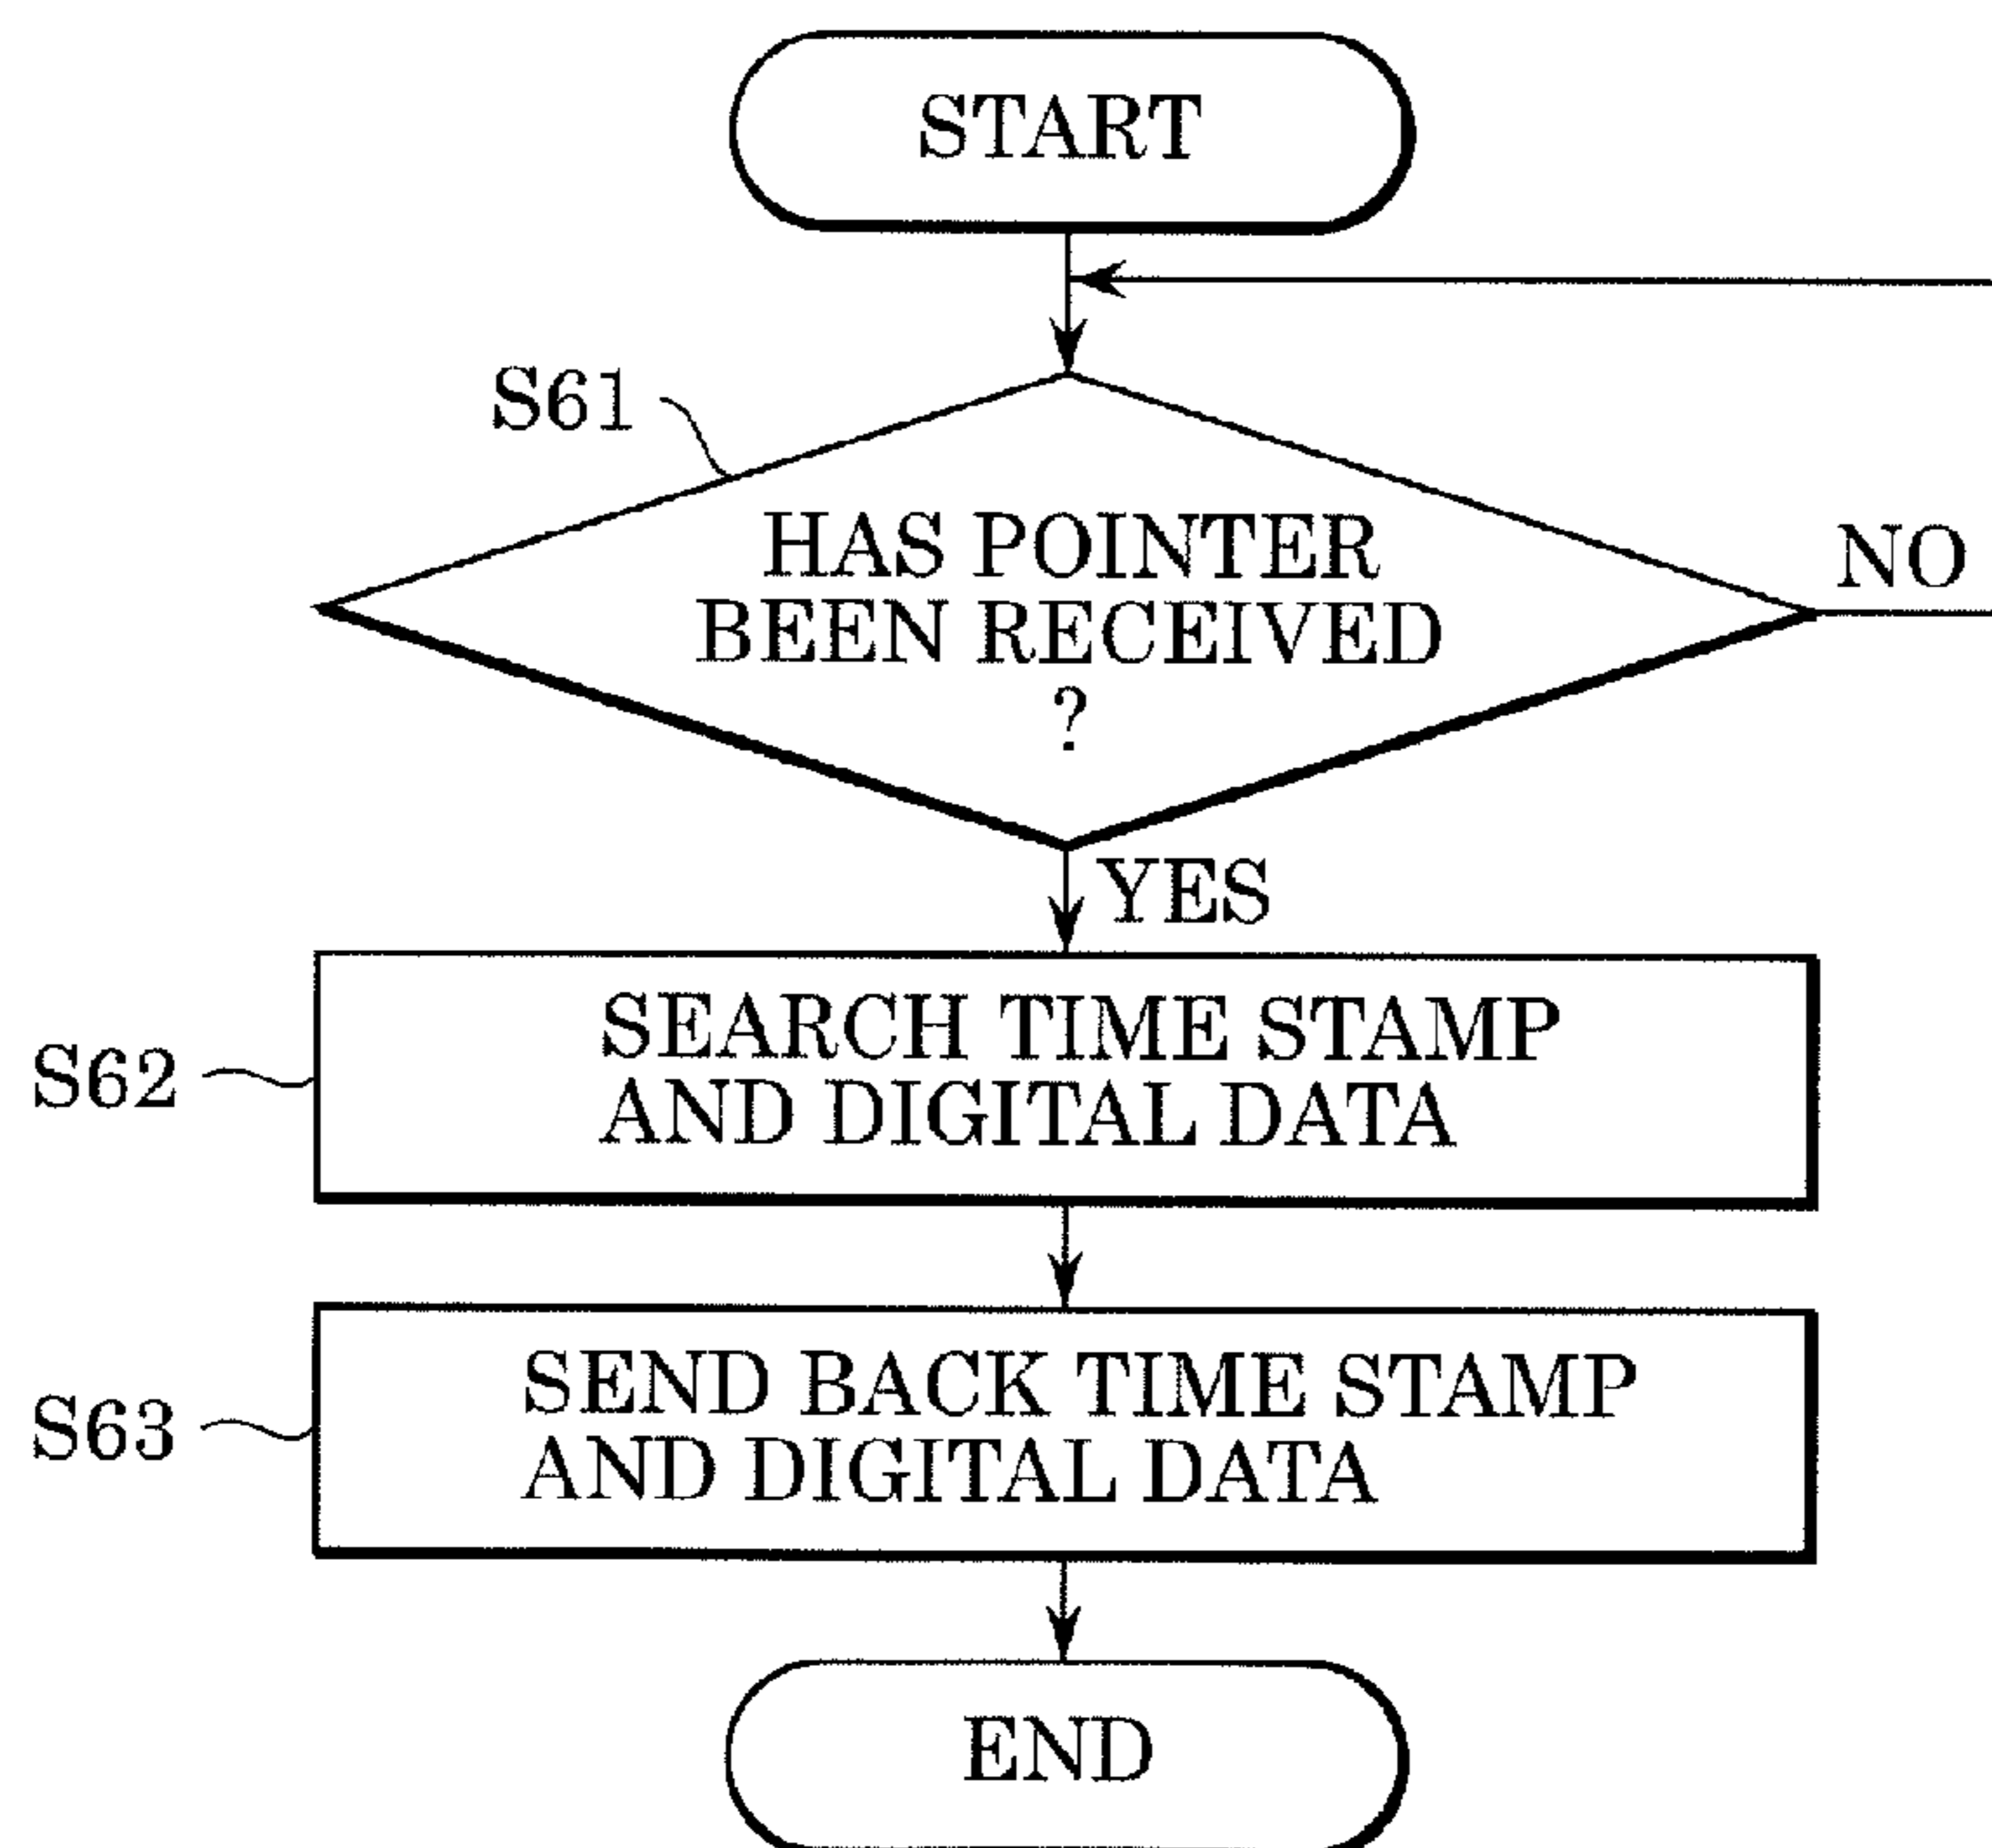 START
S61
HAS POINTER
BEEN RECEIVED
?
NO
YES
S62
SEARCH TIME STAMP
AND DIGITAL DATA
S63
SEND BACK TIME STAMP
AND DIGITAL DATA
END